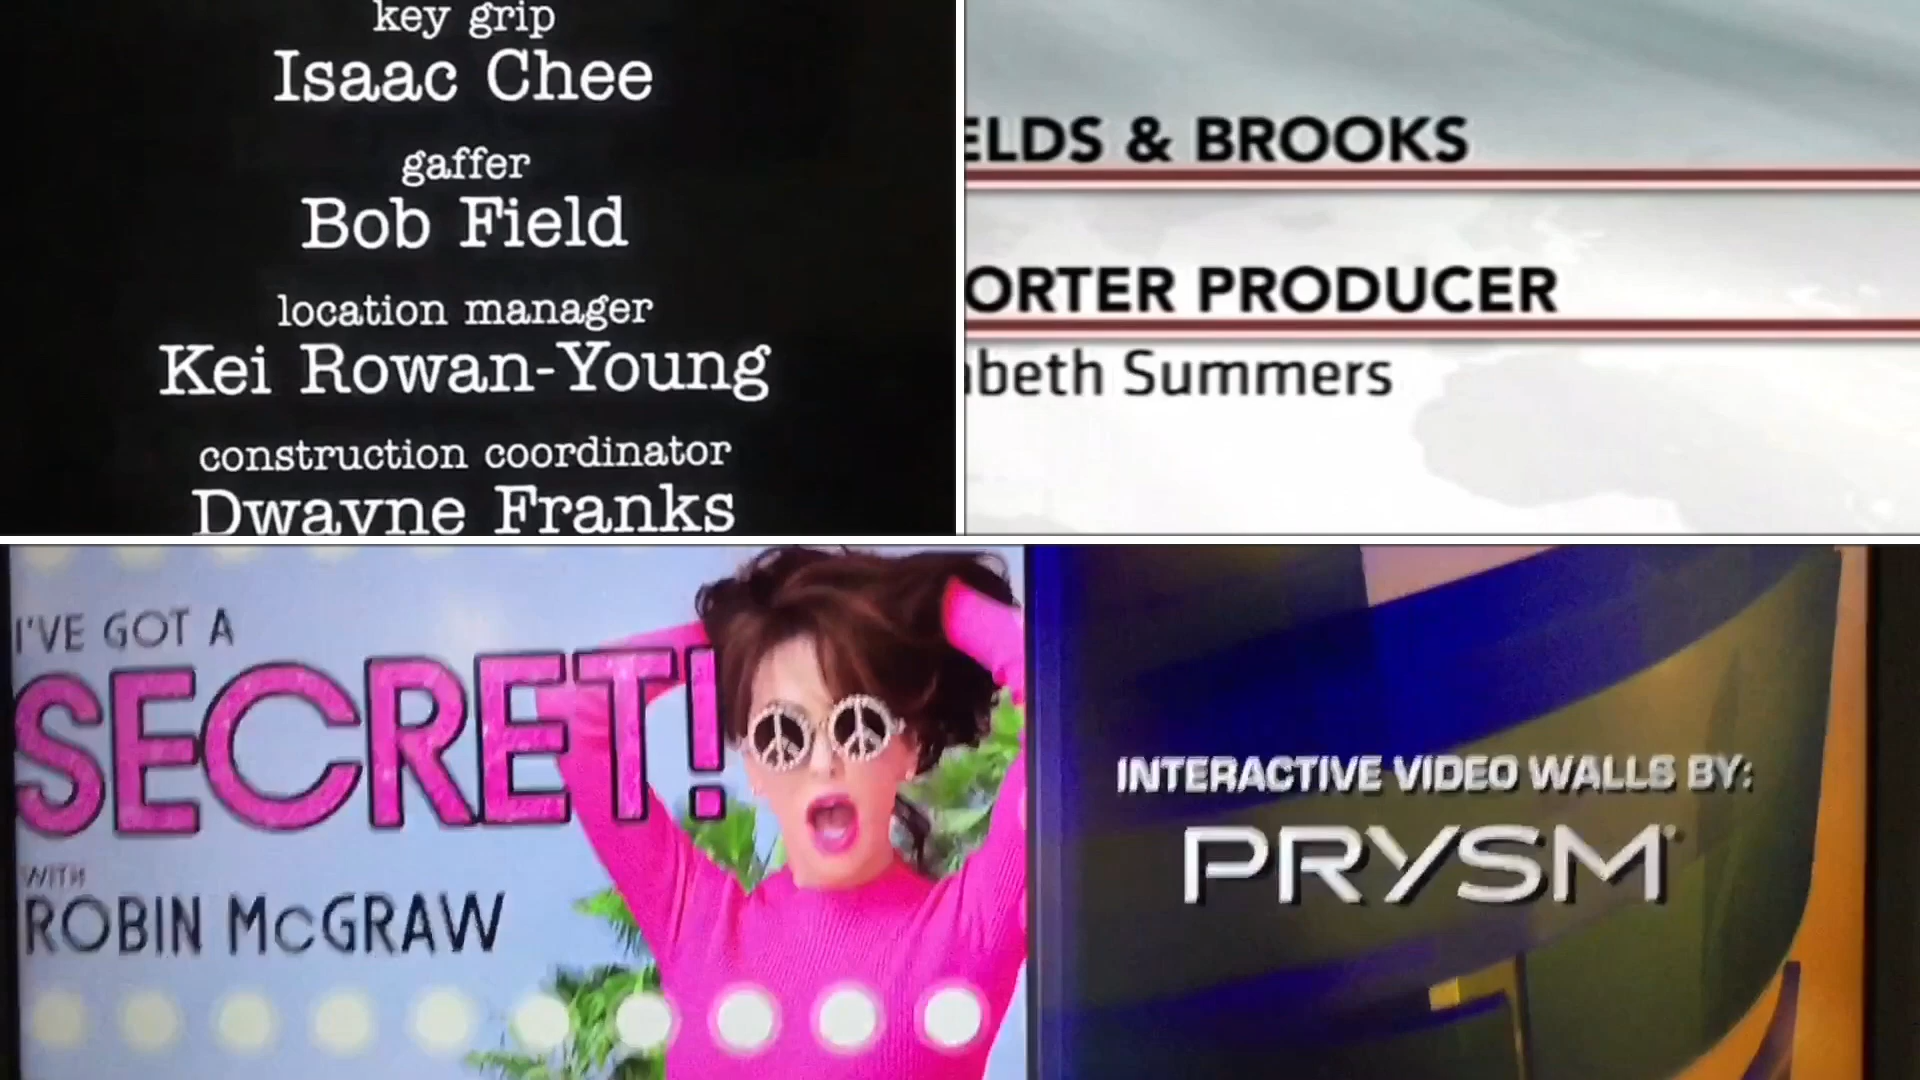 key grip
Isaac Chee
gaffer
Bob Field
location manager
Kei Rowan-Young
construction coordinator
Dwayne Franks
ELDS & BROOKS
ORTER PRODUCER
beth Summers
I'VE GOT A
SECRET!
WITH
ROBIN McGRAW
INTERACTIVE VIDEO WALLS BY:
PRYSM